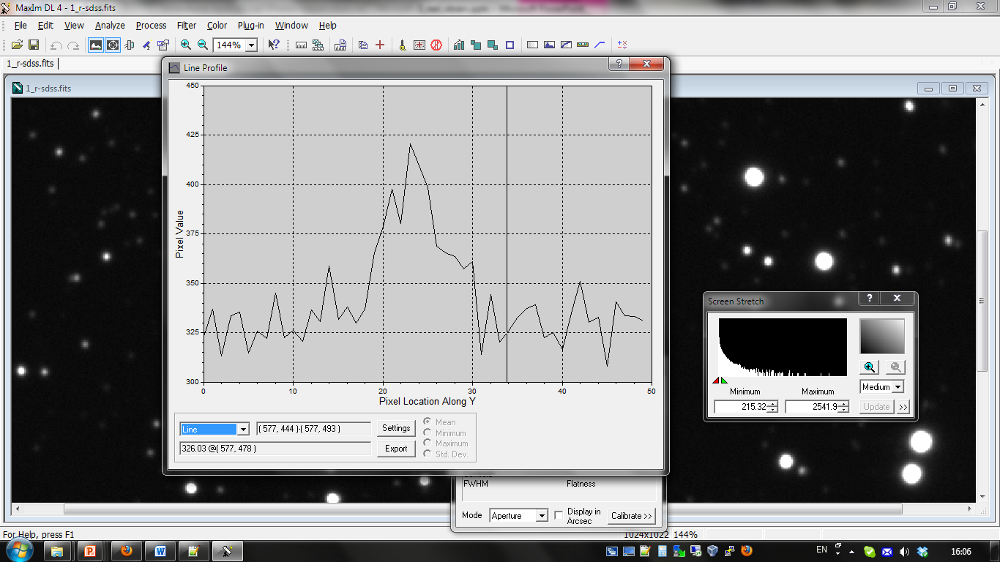 MaxIm DL 4 - 1_r-sdss.fits
File Edit View Analyze Process Filter Color Plug-in Window Help
144%
1_r-sdss.fits
1_r-sdss.fits
Line Profile
450
425
400
375
350
325
300
Pixel Value
0 10 20 30 40 50
Pixel Location Along Y
Line
( 577, 444 )-( 577, 493 )
Settings
326.03 @( 577, 478 )
Export
Mean
Minimum
Maximum
Std. Dev.
Screen Stretch
Medium
Minimum Maximum
215.32 2541.9
Update >>
FWHM Flatness
Mode Aperture Display in Arcsec Calibrate >>
For Help, press F1
1024x1022 144%
EN 16:06